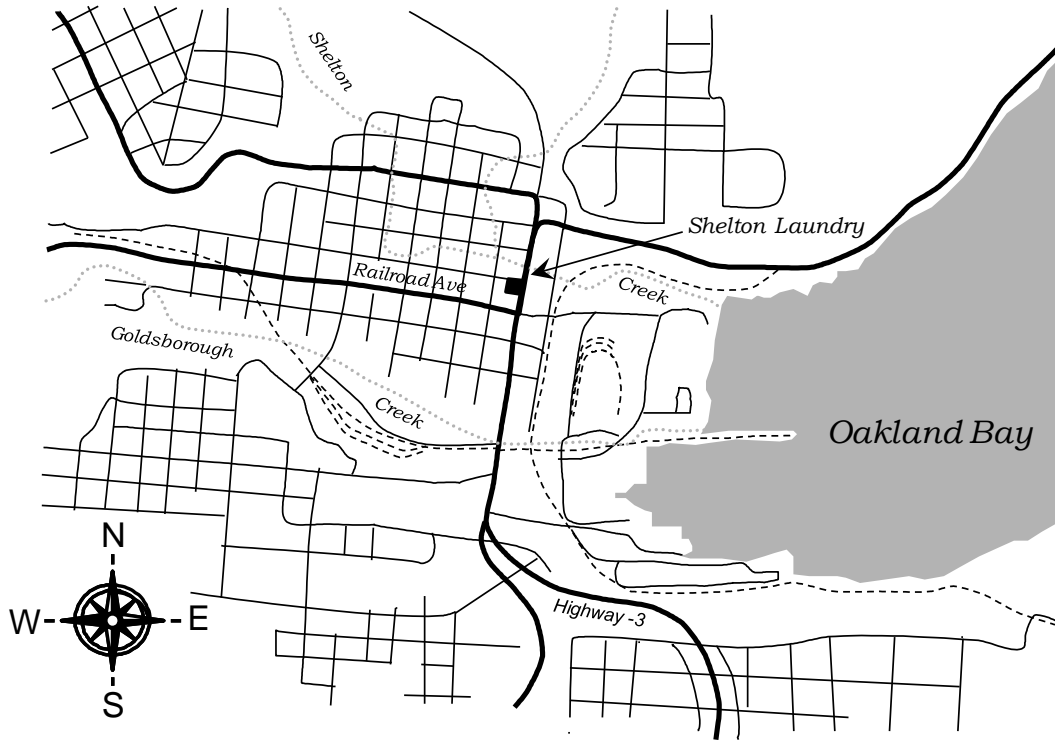 Shelton
Shelton Laundry
Railroad Ave
Creek
Goldsborough
Creek
Oakland Bay
N
W
E
S
Highway -3